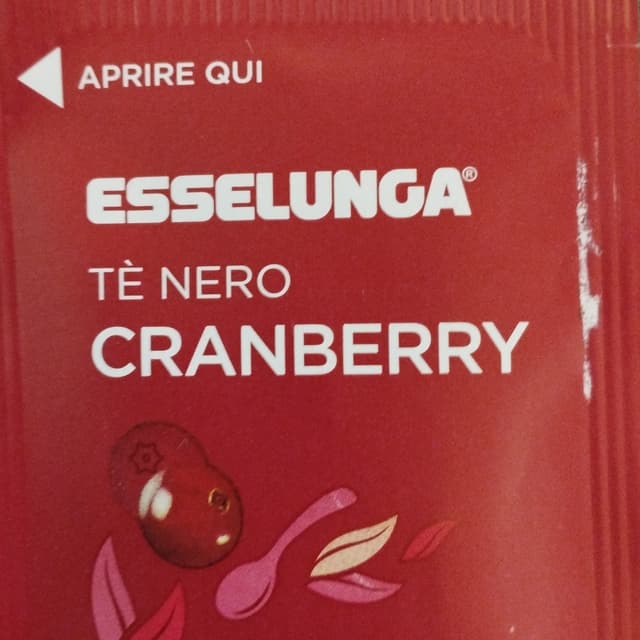 APRIRE QUI
ESSELUNGA®
TÈ NERO
CRANBERRY